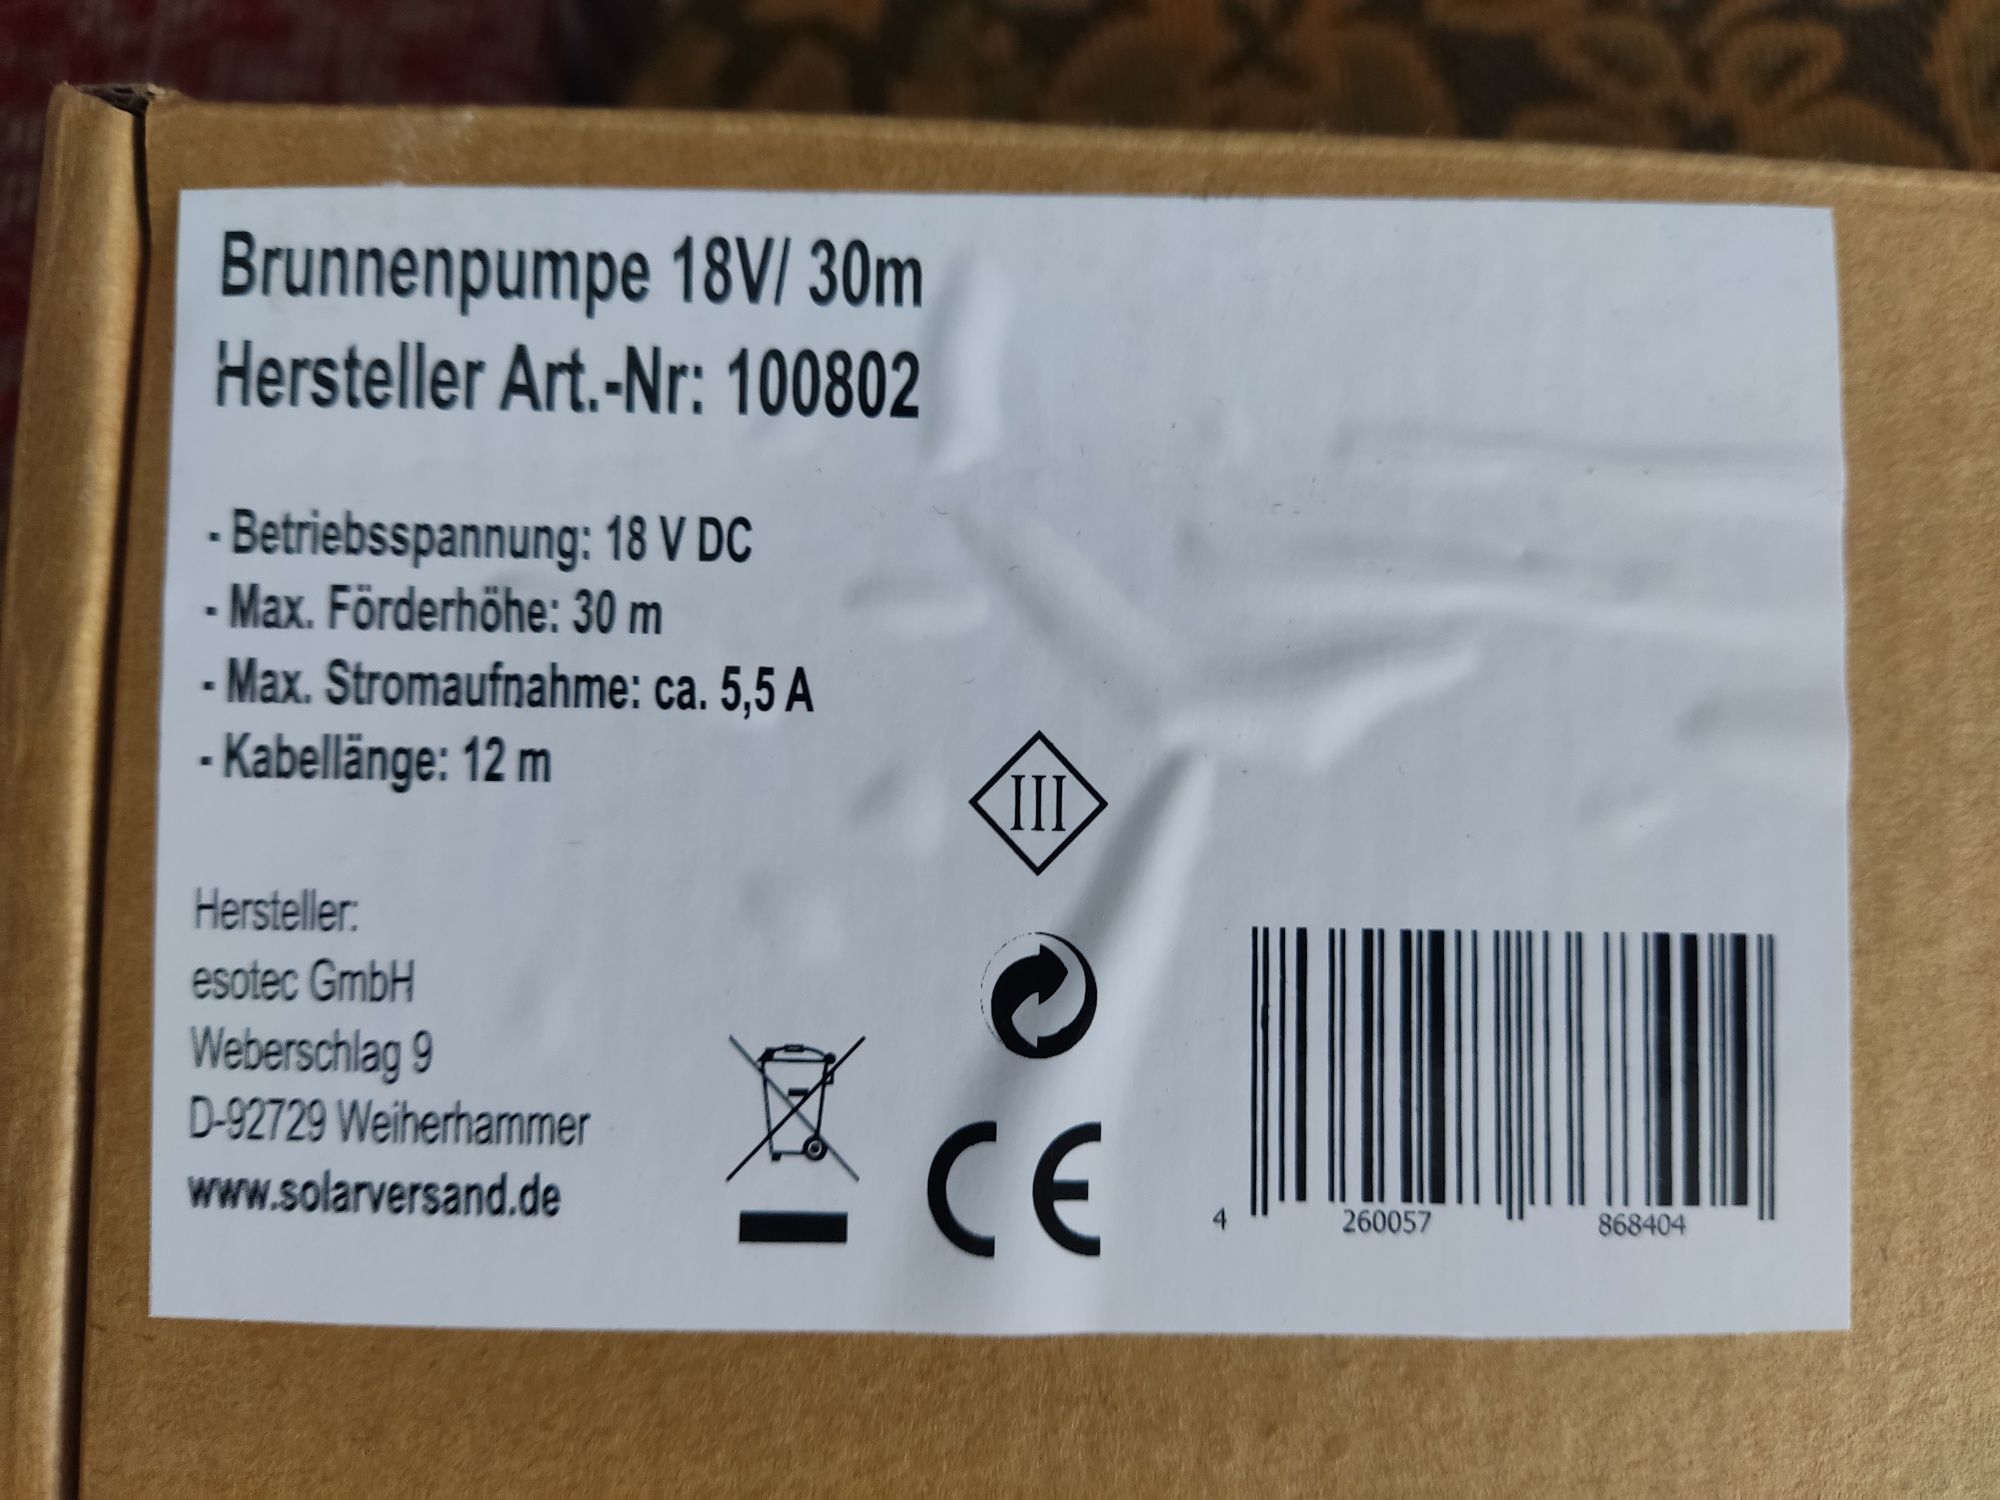 Brunnenpumpe 18V/ 30m
Hersteller Art.-Nr: 100802
- Betriebsspannung: 18 V DC
- Max. Förderhöhe: 30 m
- Max. Stromaufnahme: ca. 5,5 A
- Kabellänge: 12 m
III
Hersteller:
esotec GmbH
Weberschlag 9
D-92729 Weiherhammer
www.solarversand.de
CE
4 260057 868404